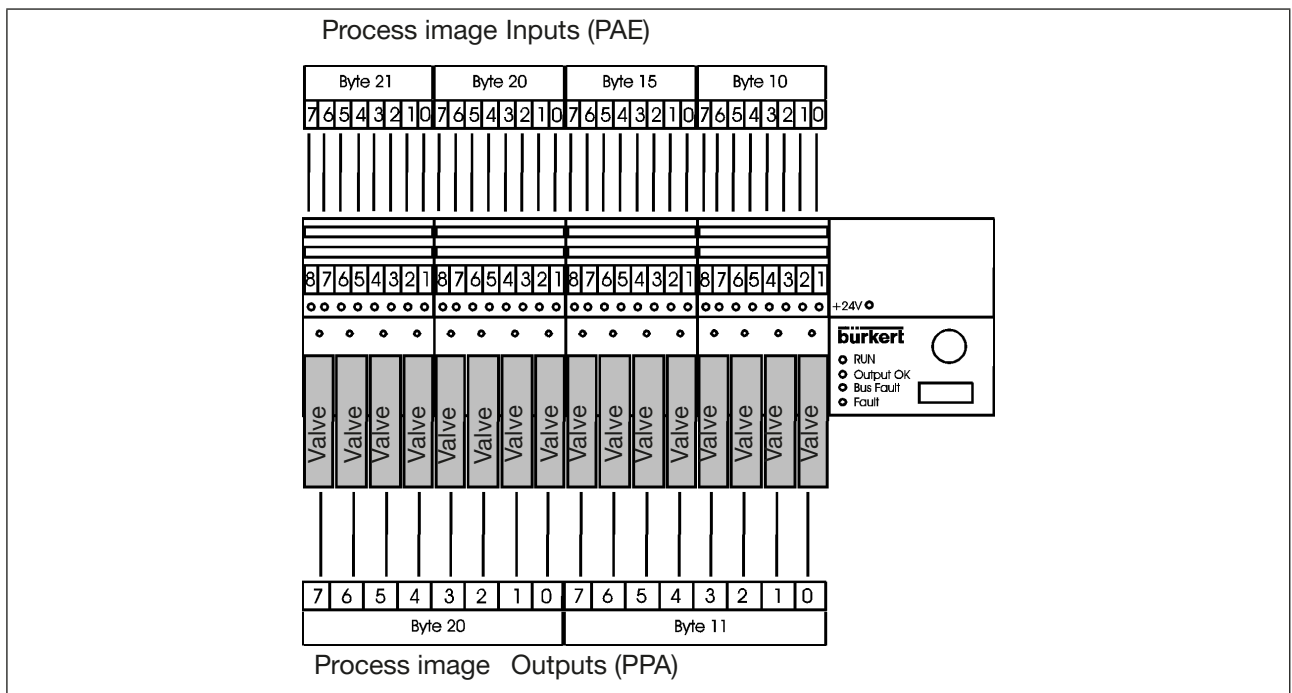 Process image Inputs (PAE)
Byte 21 Byte 20 Byte 15 Byte 10
7 6 5 4 3 2 1 0 7 6 5 4 3 2 1 0 7 6 5 4 3 2 1 0 7 6 5 4 3 2 1 0
8 7 6 5 4 3 2 1 8 7 6 5 4 3 2 1 8 7 6 5 4 3 2 1 8 7 6 5 4 3 2 1
+24V
bürkert
RUN
Output OK
Bus Fault
Fault
Valve Valve Valve Valve Valve Valve Valve Valve Valve Valve Valve Valve Valve Valve Valve Valve
7 6 5 4 3 2 1 0 7 6 5 4 3 2 1 0
Byte 20 Byte 11
Process image Outputs (PPA)